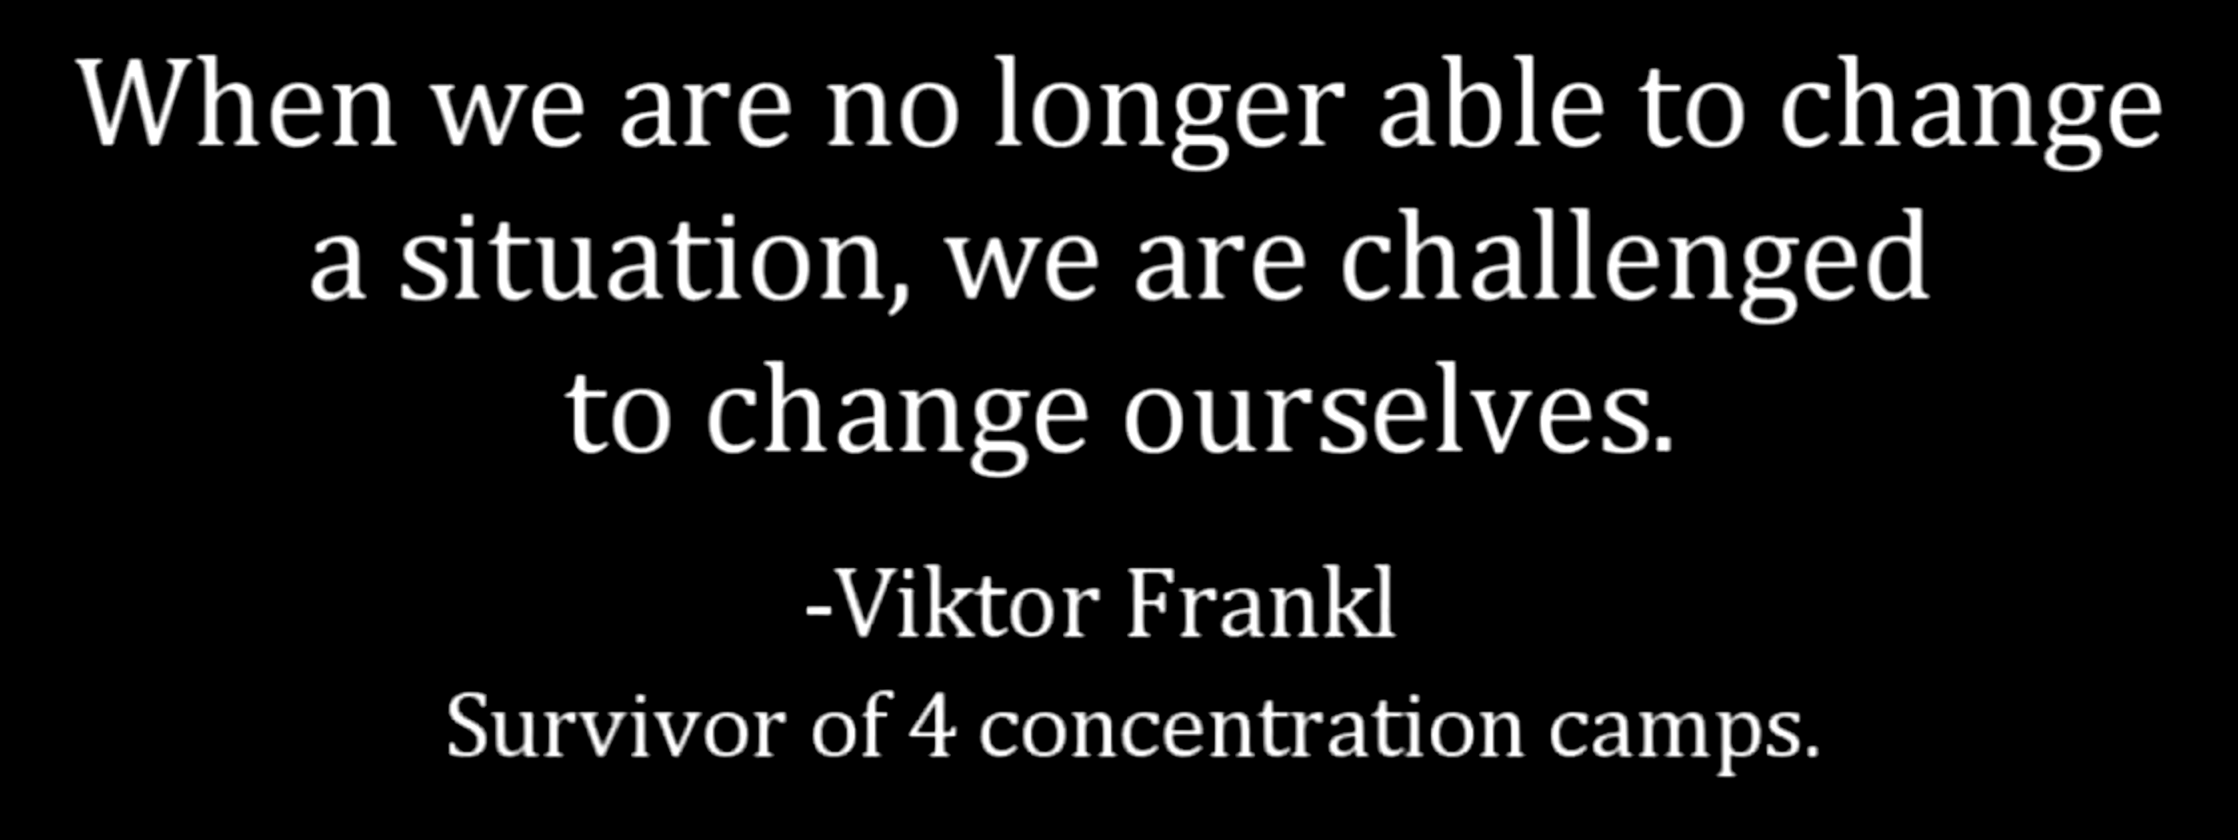 When we are no longer able to change
a situation, we are challenged
to change ourselves.
-Viktor Frankl
Survivor of 4 concentration camps.